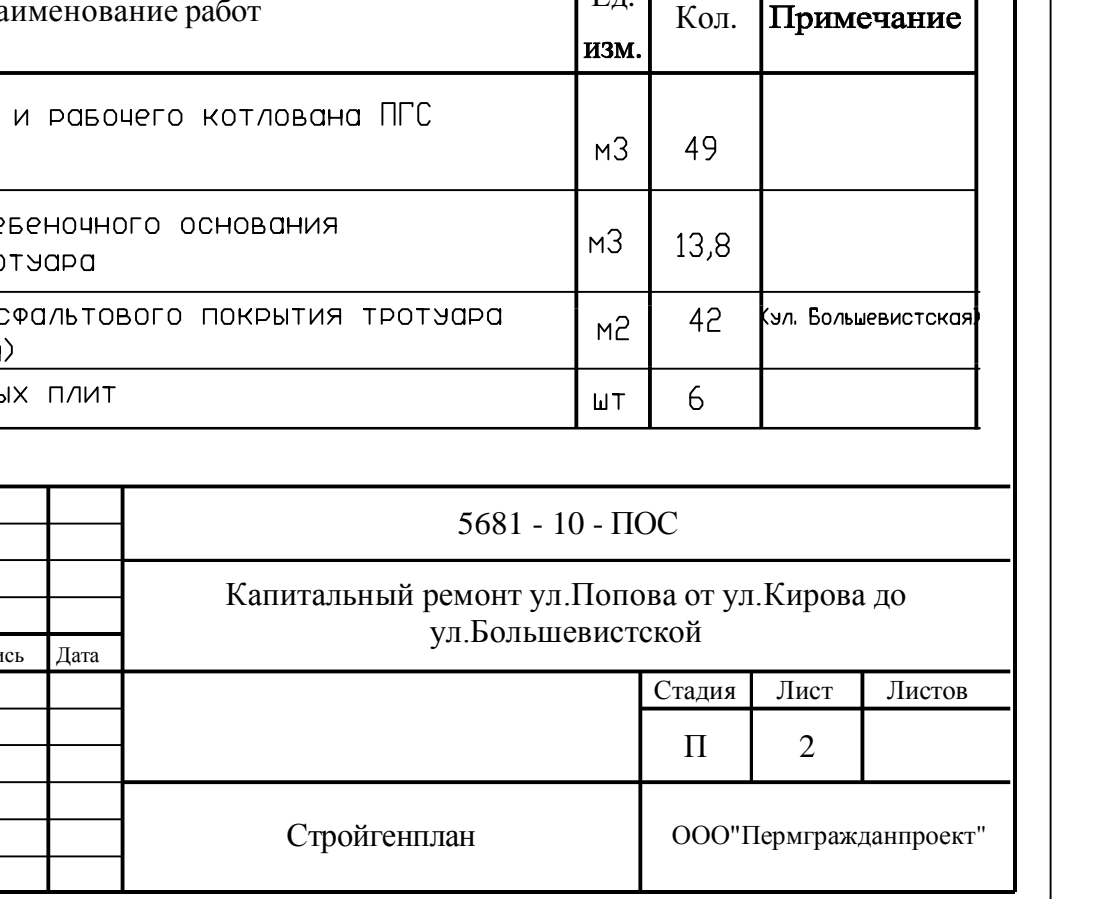 аименование работ
Ед.
изм.
Кол.
Примечание
и рабочего котлована ПГС
м3
49
ебеночного основания
отуара
м3
13,8
сфальтового покрытия тротуара
)
м2
42
(ул. Большевистская)
ых плит
шт
6
5681 - 10 - ПОС
Капитальный ремонт ул.Попова от ул.Кирова до
ул.Большевистской
ись
Дата
Стадия
Лист
Листов
П
2
Стройгенплан
ООО"Пермгражданпроект"